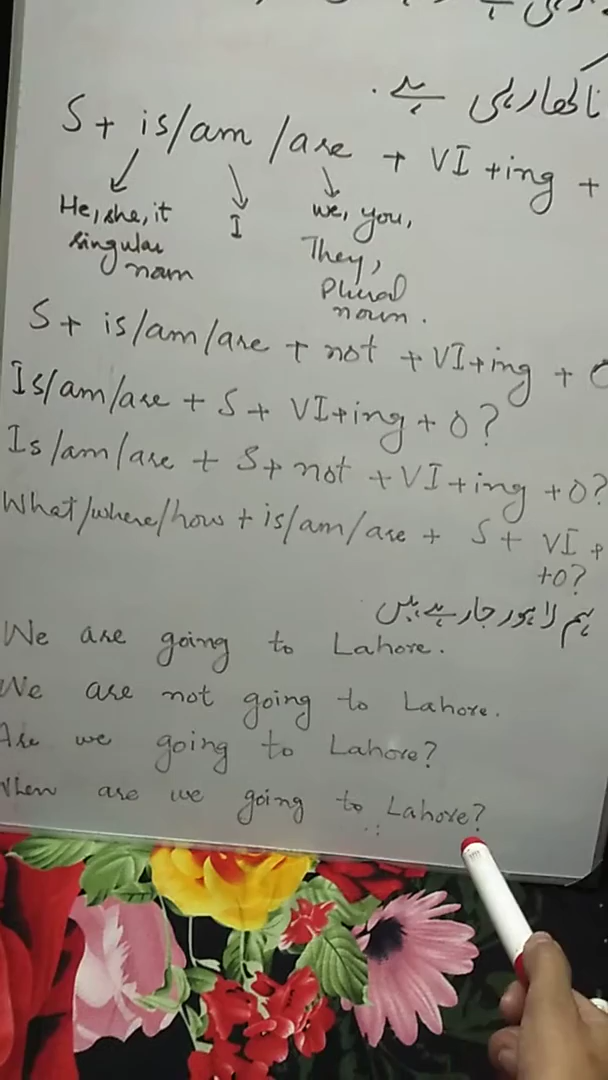 کھا رہی ہے۔
S + is/am/are + VI + ing +
He, she, it I we, you,
singular They,
nam Plural
noun.
S + is/am/are + not + VI + ing + O
Is/am/are + S + VI + ing + O?
Is/am/are + S + not + VI + ing + O?
What/where/how + is/am/are + S + VI +
+O?
ہم لاہور جا رہے ہیں
We are going to Lahore.
We are not going to Lahore.
Are we going to Lahore?
When are we going to Lahore?